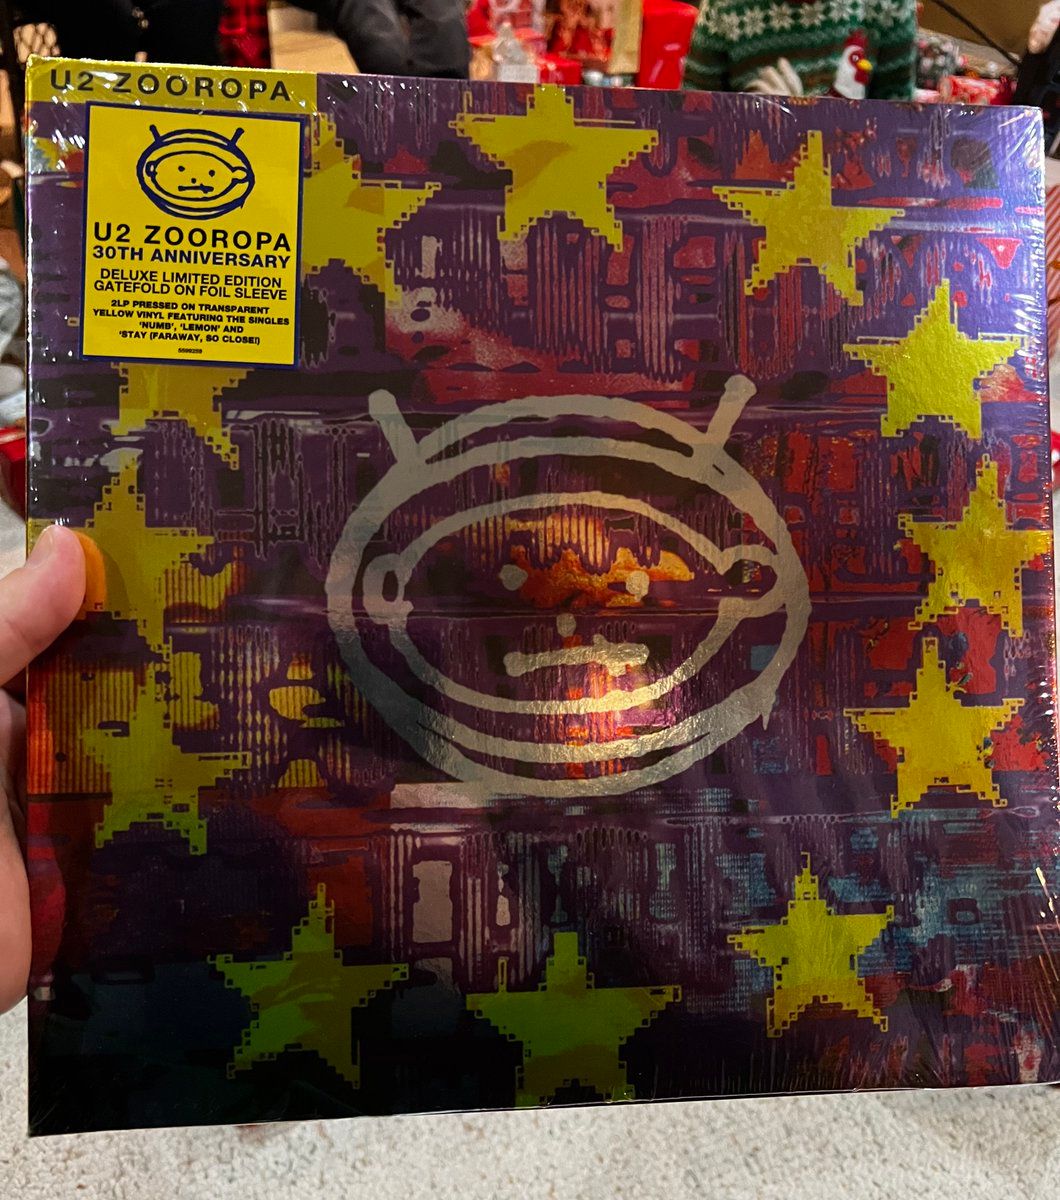 U2 ZOOROPA
U2 ZOOROPA
30TH ANNIVERSARY
DELUXE LIMITED EDITION
GATEFOLD ON FOIL SLEEVE
2LP PRESSED ON TRANSPARENT
YELLOW VINYL FEATURING THE SINGLES
'NUMB', 'LEMON' AND
'STAY (FARAWAY, SO CLOSE!)
5599259